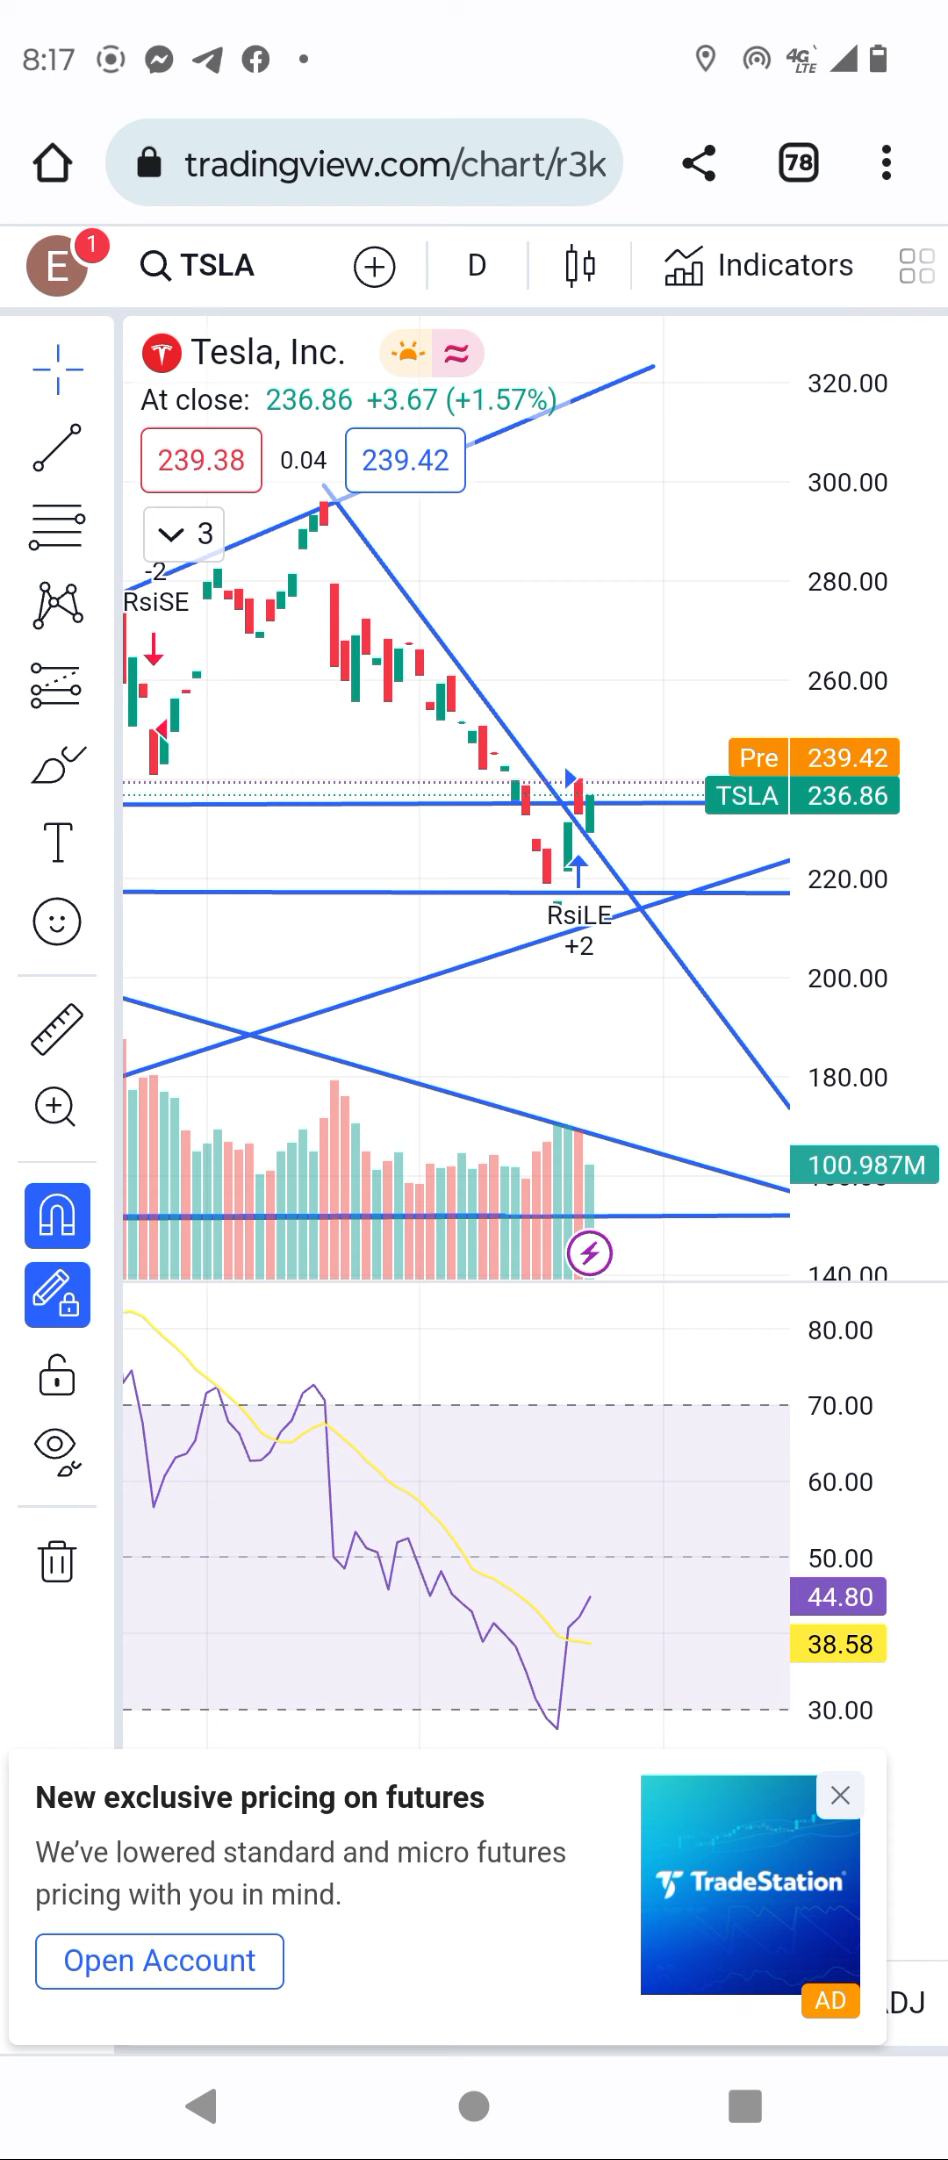 8:17
4G
LTE
tradingview.com/chart/r3k
78
E
1
TSLA
D
Indicators
Tesla, Inc.
At close: 236.86 +3.67 (+1.57%)
239.38
0.04
239.42
3
-2
RsiSE
320.00
300.00
280.00
260.00
Pre 239.42
TSLA 236.86
220.00
RsiLE
+2
200.00
180.00
100.987M
140.00
80.00
70.00
60.00
50.00
44.80
38.58
30.00
New exclusive pricing on futures
We’ve lowered standard and micro futures
pricing with you in mind.
Open Account
TradeStation
AD
ADJ